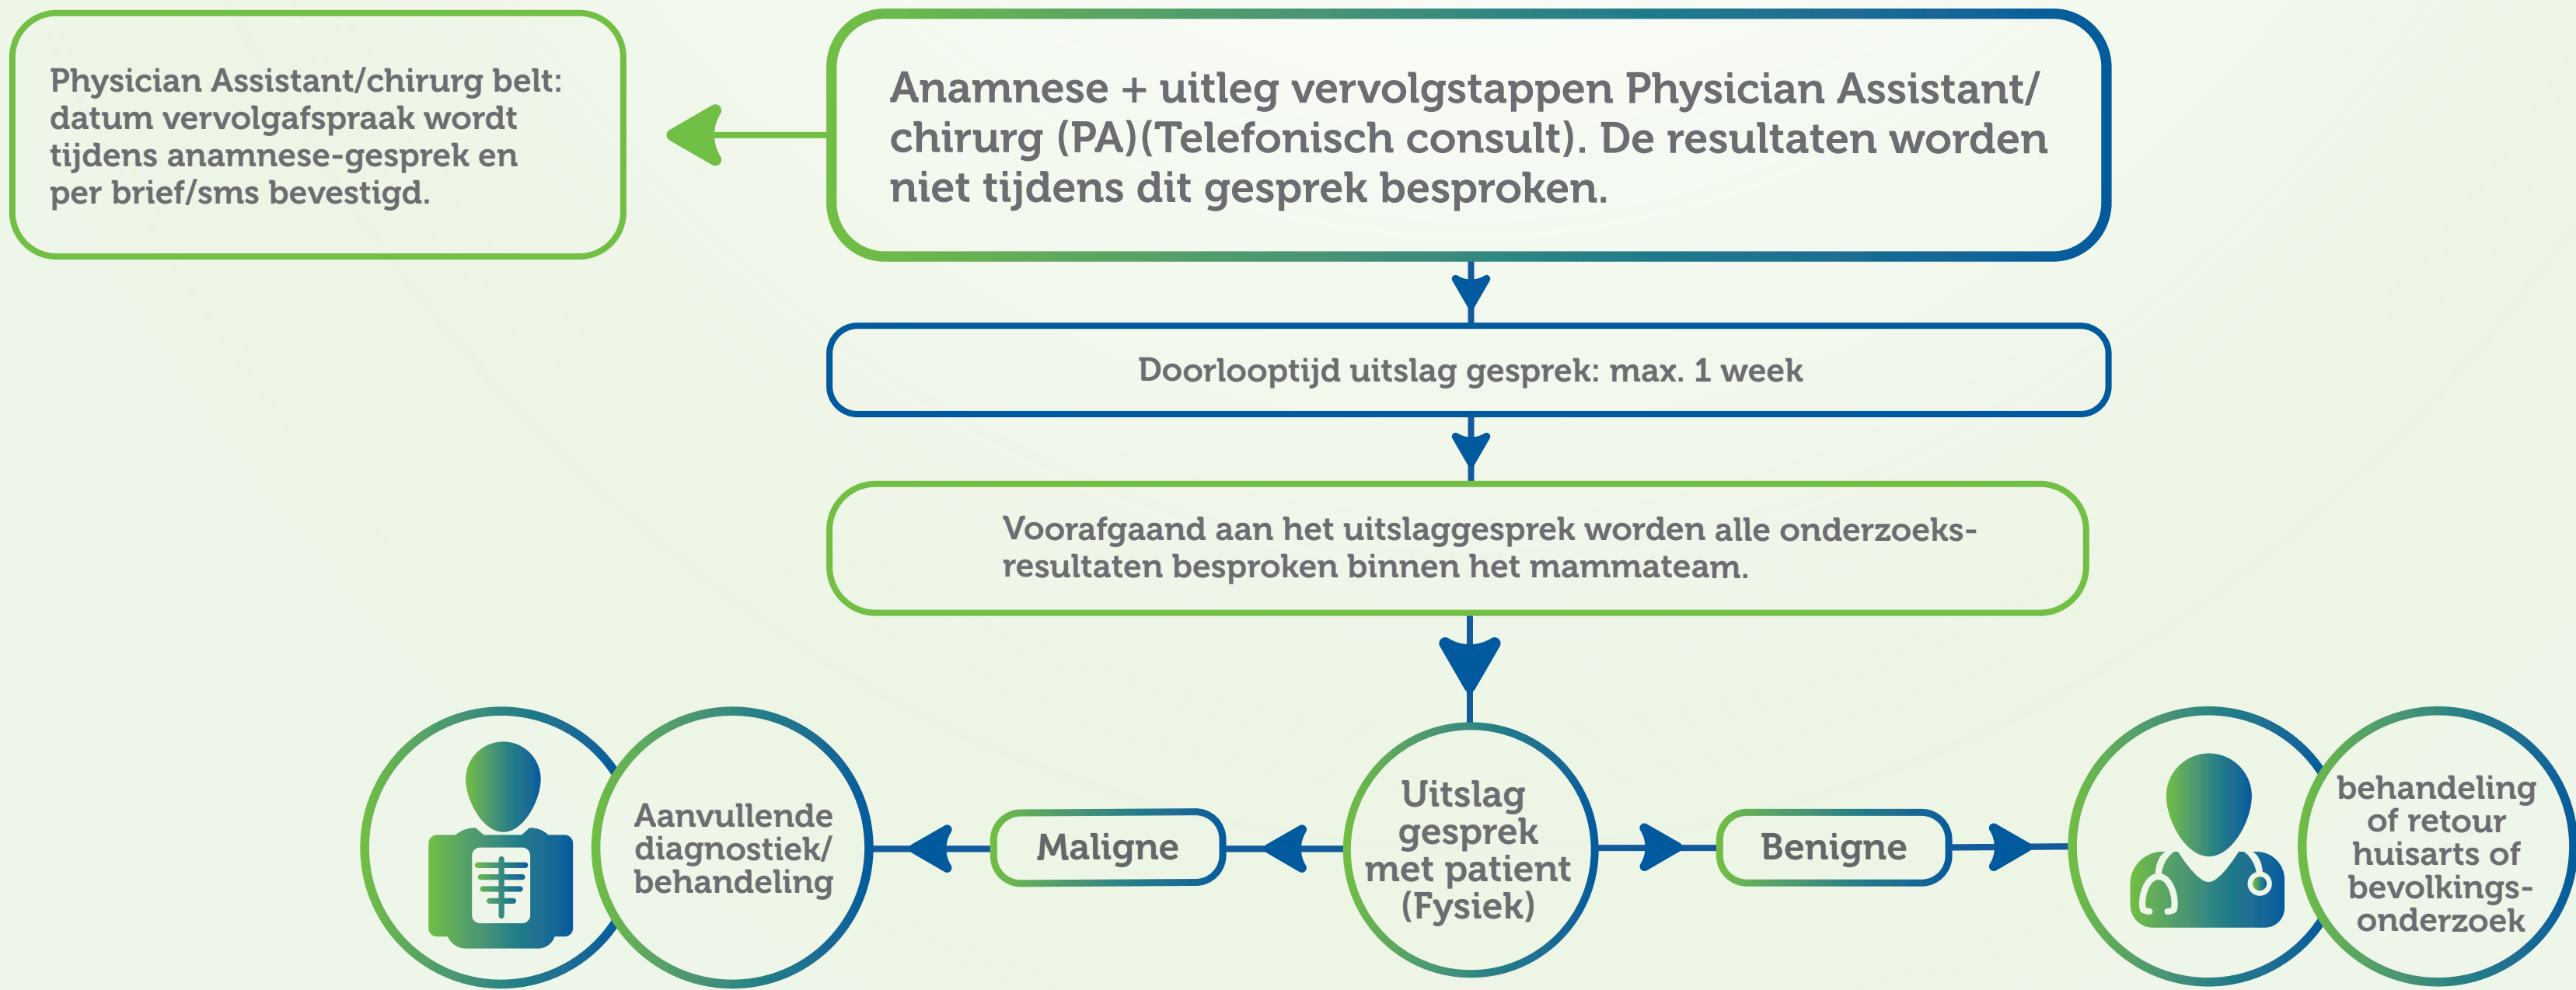 Physician Assistant/chirurg belt:
datum vervolgafspraak wordt
tijdens anamnese-gesprek en
per brief/sms bevestigd.
Anamnese + uitleg vervolgstappen Physician Assistant/
chirurg (PA)(Telefonisch consult). De resultaten worden
niet tijdens dit gesprek besproken.
Doorlooptijd uitslag gesprek: max. 1 week
Voorafgaand aan het uitslaggesprek worden alle onderzoeks-
resultaten besproken binnen het mammateam.
Aanvullende
diagnostiek/
behandeling
Maligne
Uitslag
gesprek
met patient
(Fysiek)
Benigne
behandeling
of retour
huisarts of
bevolkings-
onderzoek